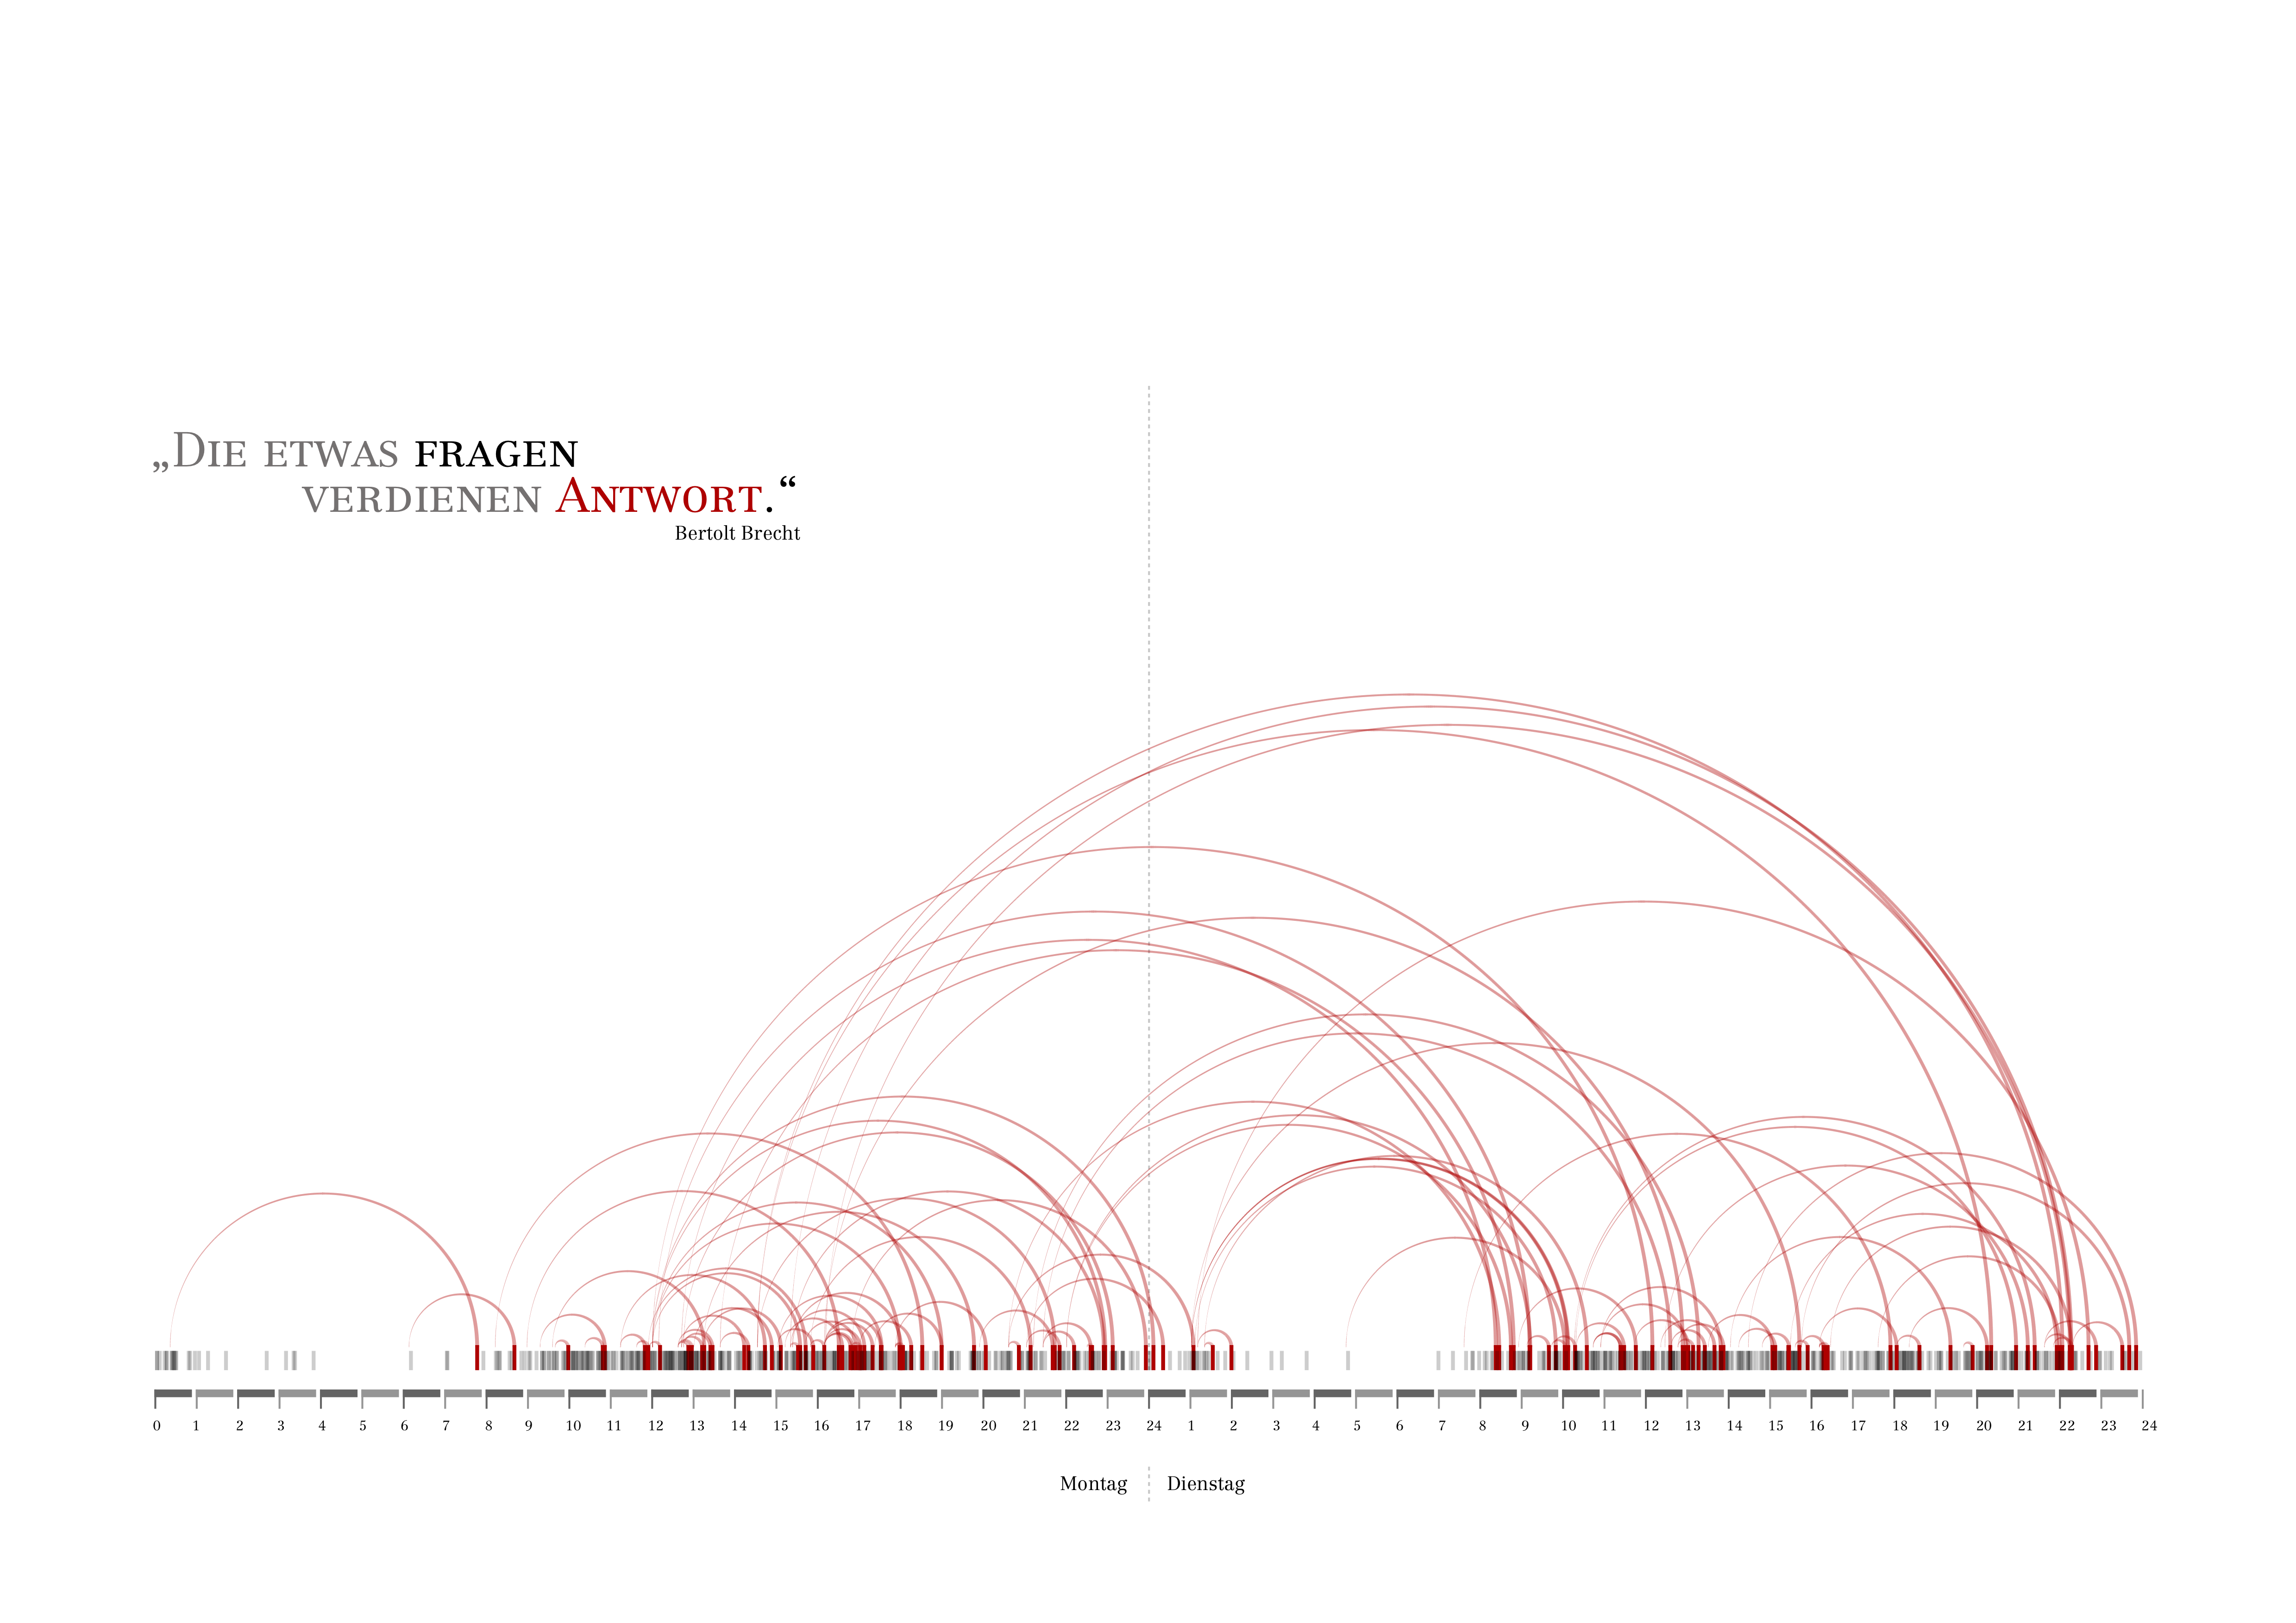 „Die etwas fragen
verdienen Antwort.“
Bertolt Brecht
0 1 2 3 4 5 6 7 8 9 10 11 12 13 14 15 16 17 18 19 20 21 22 23 24 1 2 3 4 5 6 7 8 9 10 11 12 13 14 15 16 17 18 19 20 21 22 23 24
Montag Dienstag